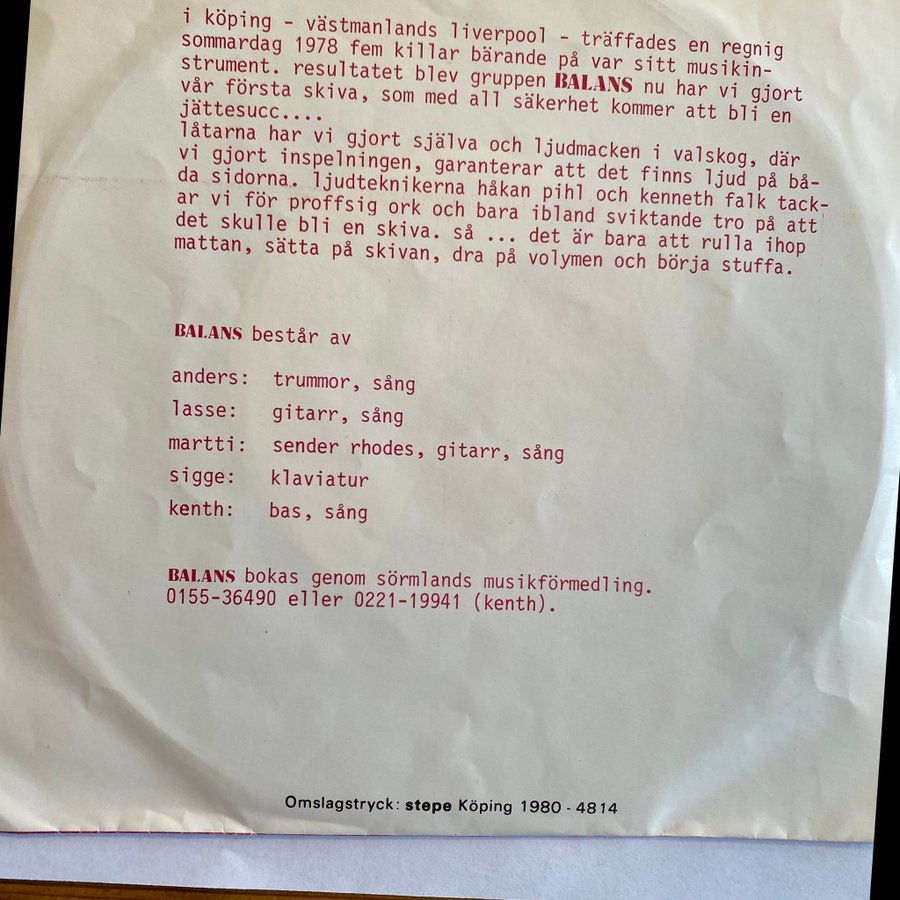 i köping - västmanlands liverpool - träffades en regnig
sommardag 1978 fem killar bärande på var sitt musikin-
strument. resultatet blev gruppen BALANS nu har vi gjort
vår första skiva, som med all säkerhet kommer att bli en
jättesucc....
låtarna har vi gjort själva och ljudmacken i valskog, där
vi gjort inspelningen, garanterar att det finns ljud på bå-
da sidorna. ljudteknikerna håkan pihl och kenneth falk tack-
ar vi för proffsig ork och bara ibland sviktande tro på att
det skulle bli en skiva. så ... det är bara att rulla ihop
mattan, sätta på skivan, dra på volymen och börja stuffa.
BALANS består av
anders: trummor, sång
lasse: gitarr, sång
martti: sender rhodes, gitarr, sång
sigge: klaviatur
kenth: bas, sång
BALANS bokas genom sörmlands musikförmedling.
0155-36490 eller 0221-19941 (kenth).
Omslagstryck: stepe Köping 1980 - 4814